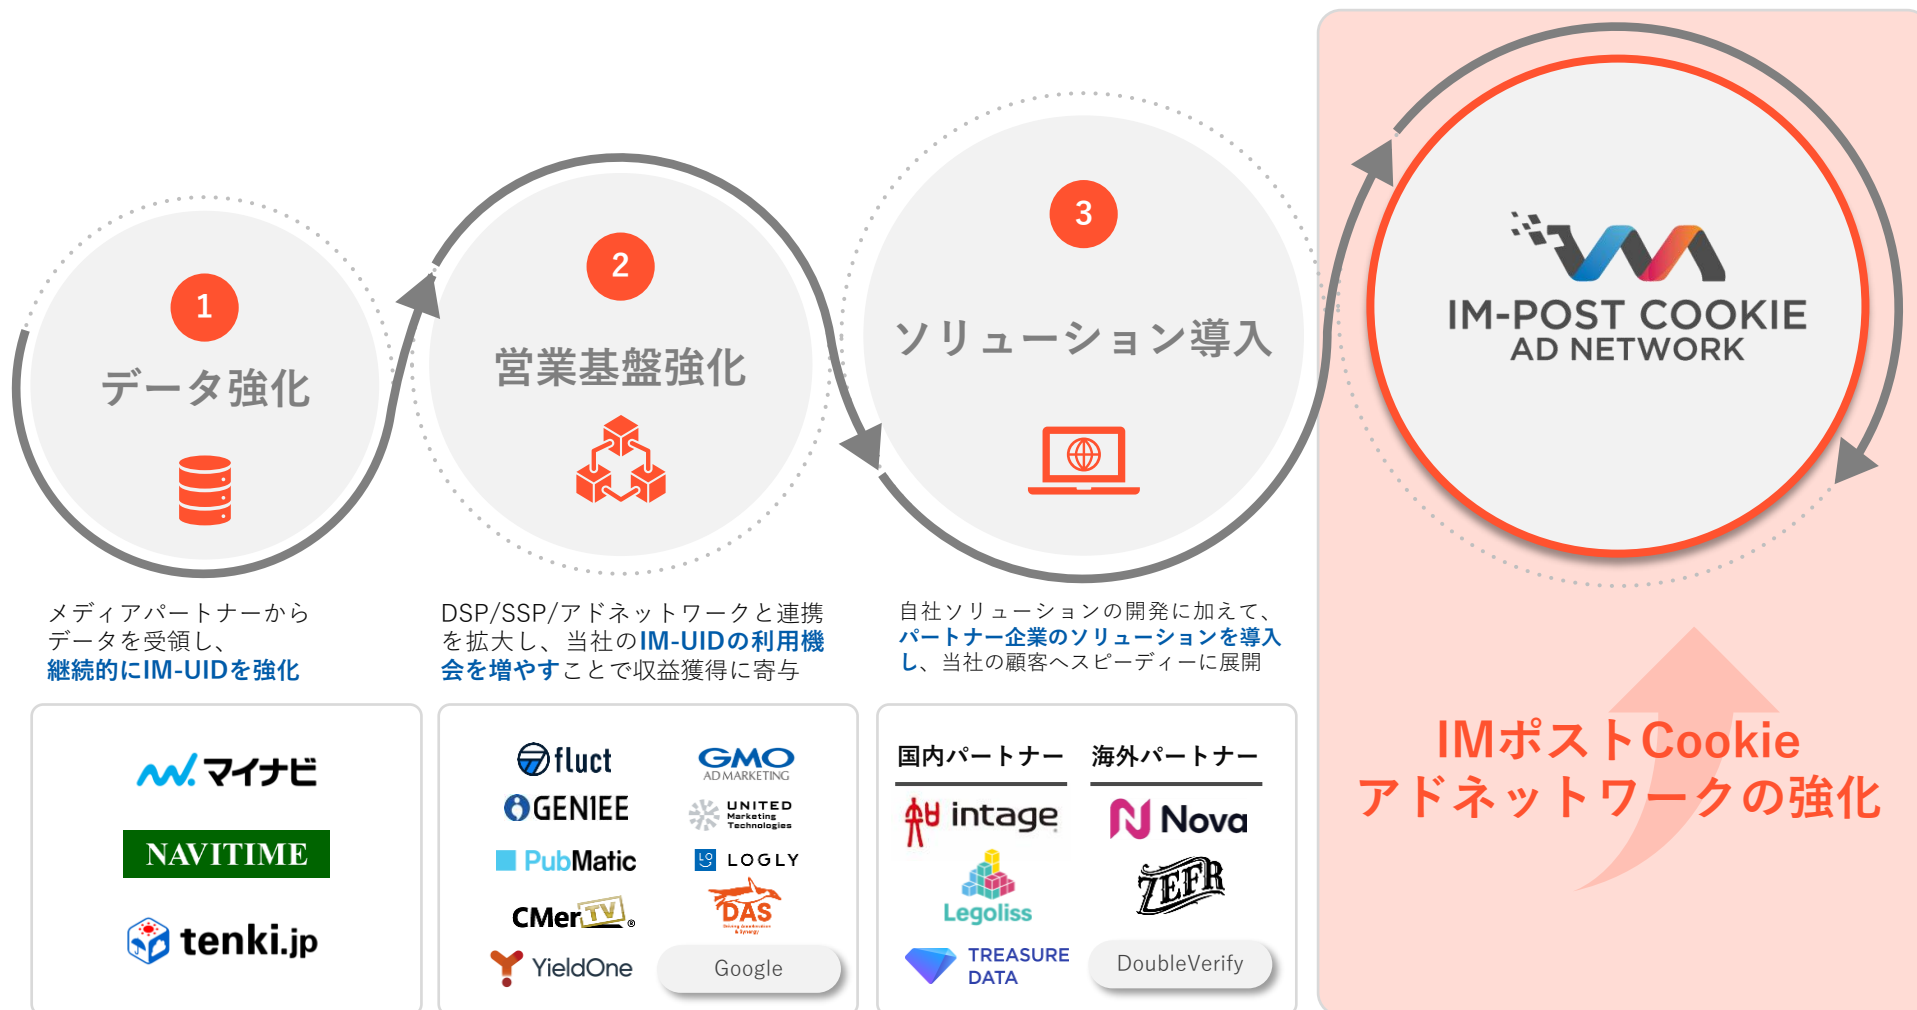 1
データ強化
2
営業基盤強化
3
ソリューション導入
IM-POST COOKIE
AD NETWORK
メディアパートナーから
データを受領し、
継続的にIM-UIDを強化
DSP/SSP/アドネットワークと連携
を拡大し、当社のIM-UIDの利用機
会を増やすことで収益獲得に寄与
自社ソリューションの開発に加えて、
パートナー企業のソリューションを導入
し、当社の顧客へスピーディーに展開
マイナビ
NAVITIME
tenki.jp
fluct
GMO
AD MARKETING
GENIEE
UNITED
Marketing
Technologies
PubMatic
LOGLY
CMerTV®
DAS
YieldOne
Google
国内パートナー
海外パートナー
intage
Nova
Legoliss
ZEFR
TREASURE
DATA
DoubleVerify
IMポストCookie
アドネットワークの強化